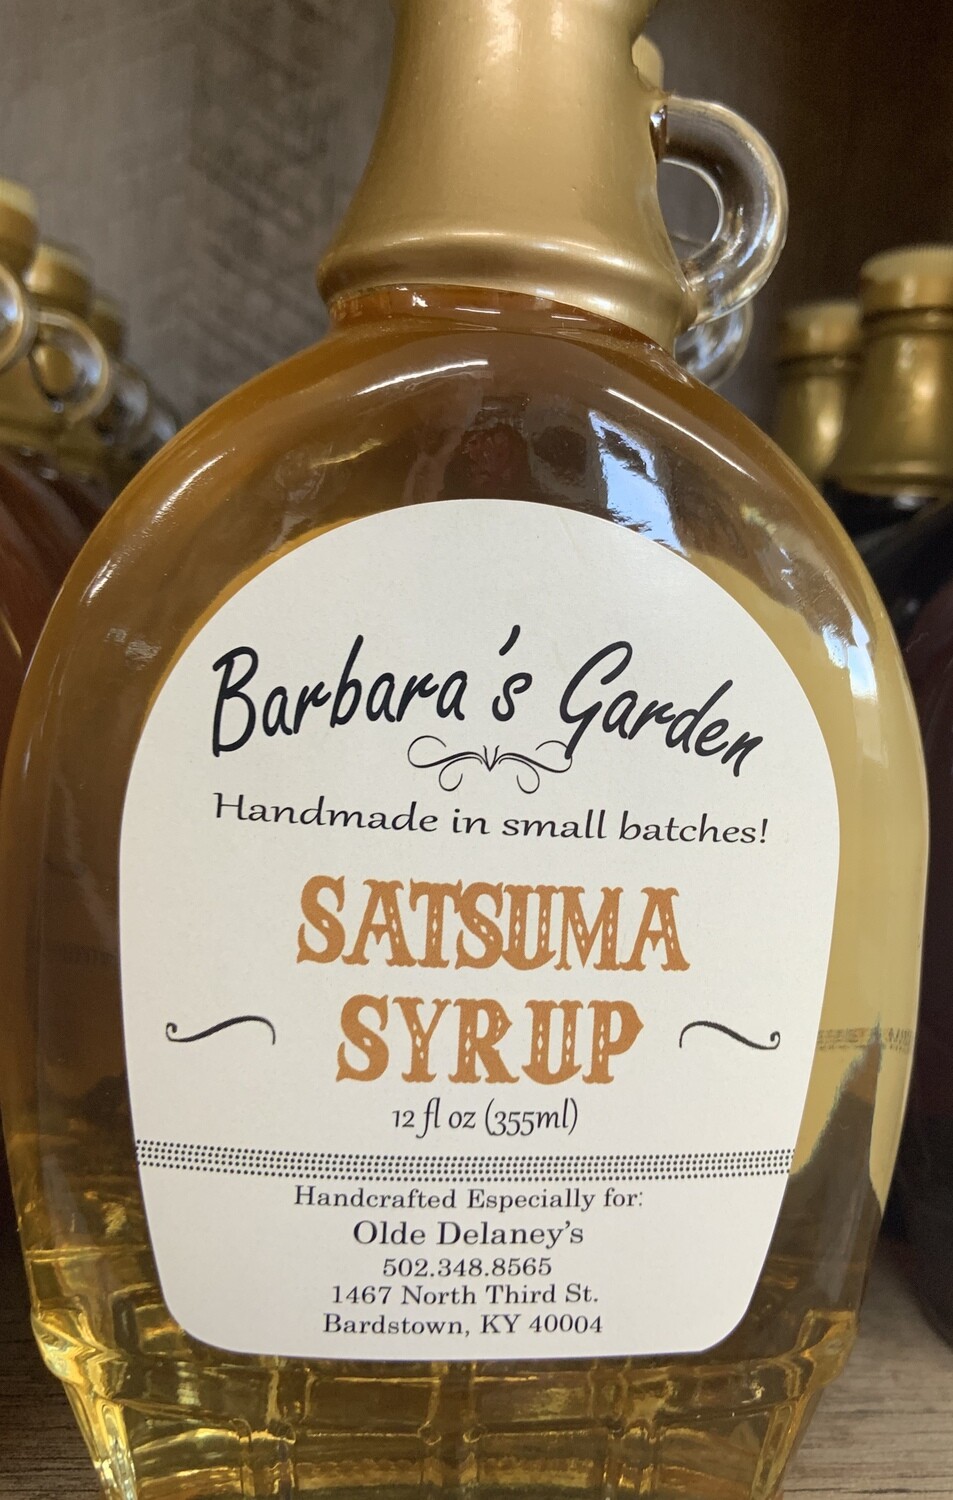 Barbara's Garden
Handmade in small batches!
SATSUMA
SYRUP
12 fl oz (355ml)
Handcrafted Especially for:
Olde Delaney's
502.348.8565
1467 North Third St.
Bardstown, KY 40004